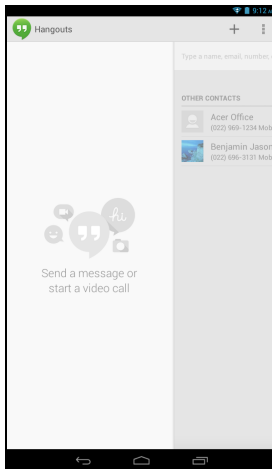 9:12
Hangouts
Type a name, email, number,
OTHER CONTACTS
Acer Office
(022) 969-1234 Mob
Benjamin Jason
(022) 696-3131 Mob
hi
Send a message or
start a video call